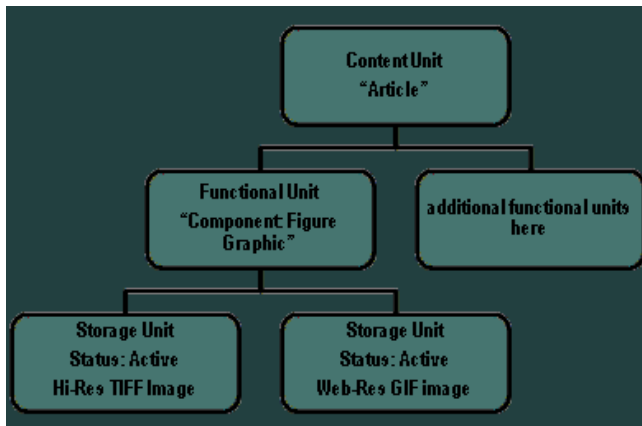 Content Unit
“Article”
Functional Unit
“Component: Figure
Graphic”
additional functional units
here
Storage Unit
Status: Active
Hi-Res TIFF Image
Storage Unit
Status: Active
Web-Res GIF image